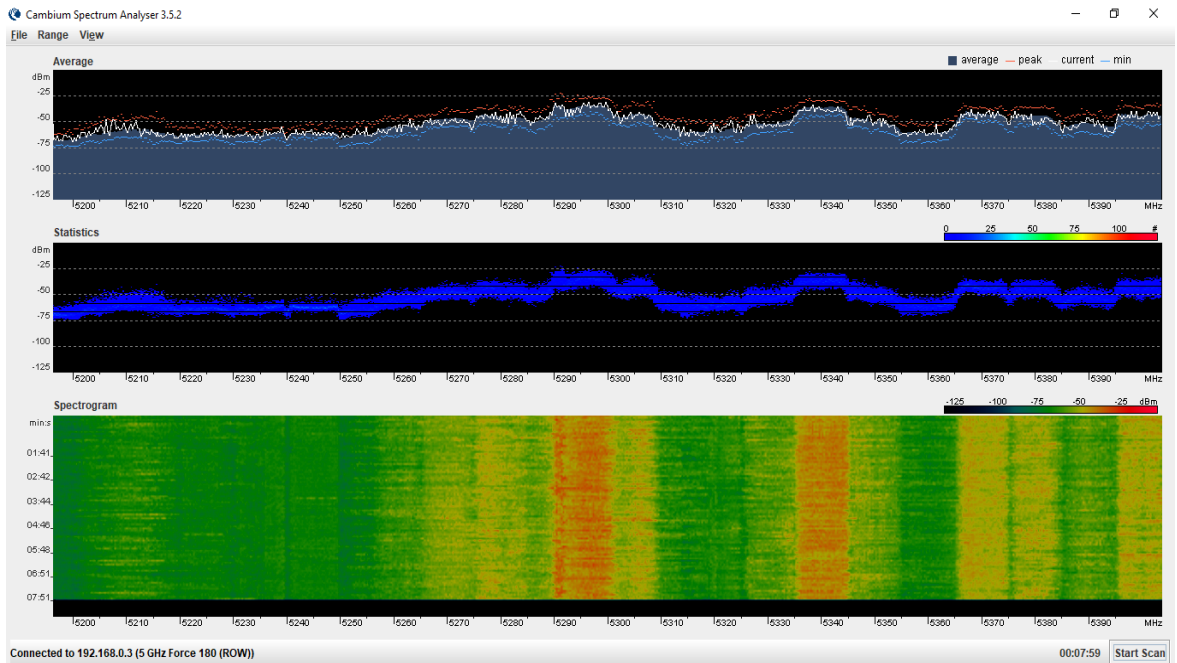 Cambium Spectrum Analyser 3.5.2
File Range View
Average
average peak current min
dBm
-25
-50
-75
-100
-125
5200 5210 5220 5230 5240 5250 5260 5270 5280 5290 5300 5310 5320 5330 5340 5350 5360 5370 5380 5390 MHz
Statistics
0 25 50 75 100 #
dBm
-25
-50
-75
-100
-125
5200 5210 5220 5230 5240 5250 5260 5270 5280 5290 5300 5310 5320 5330 5340 5350 5360 5370 5380 5390 MHz
Spectrogram
-125 -100 -75 -50 -25 dBm
min:s
01:41
02:42
03:44
04:46
05:48
06:51
07:51
5200 5210 5220 5230 5240 5250 5260 5270 5280 5290 5300 5310 5320 5330 5340 5350 5360 5370 5380 5390 MHz
Connected to 192.168.0.3 (5 GHz Force 180 (ROW)) 00:07:59 Start Scan